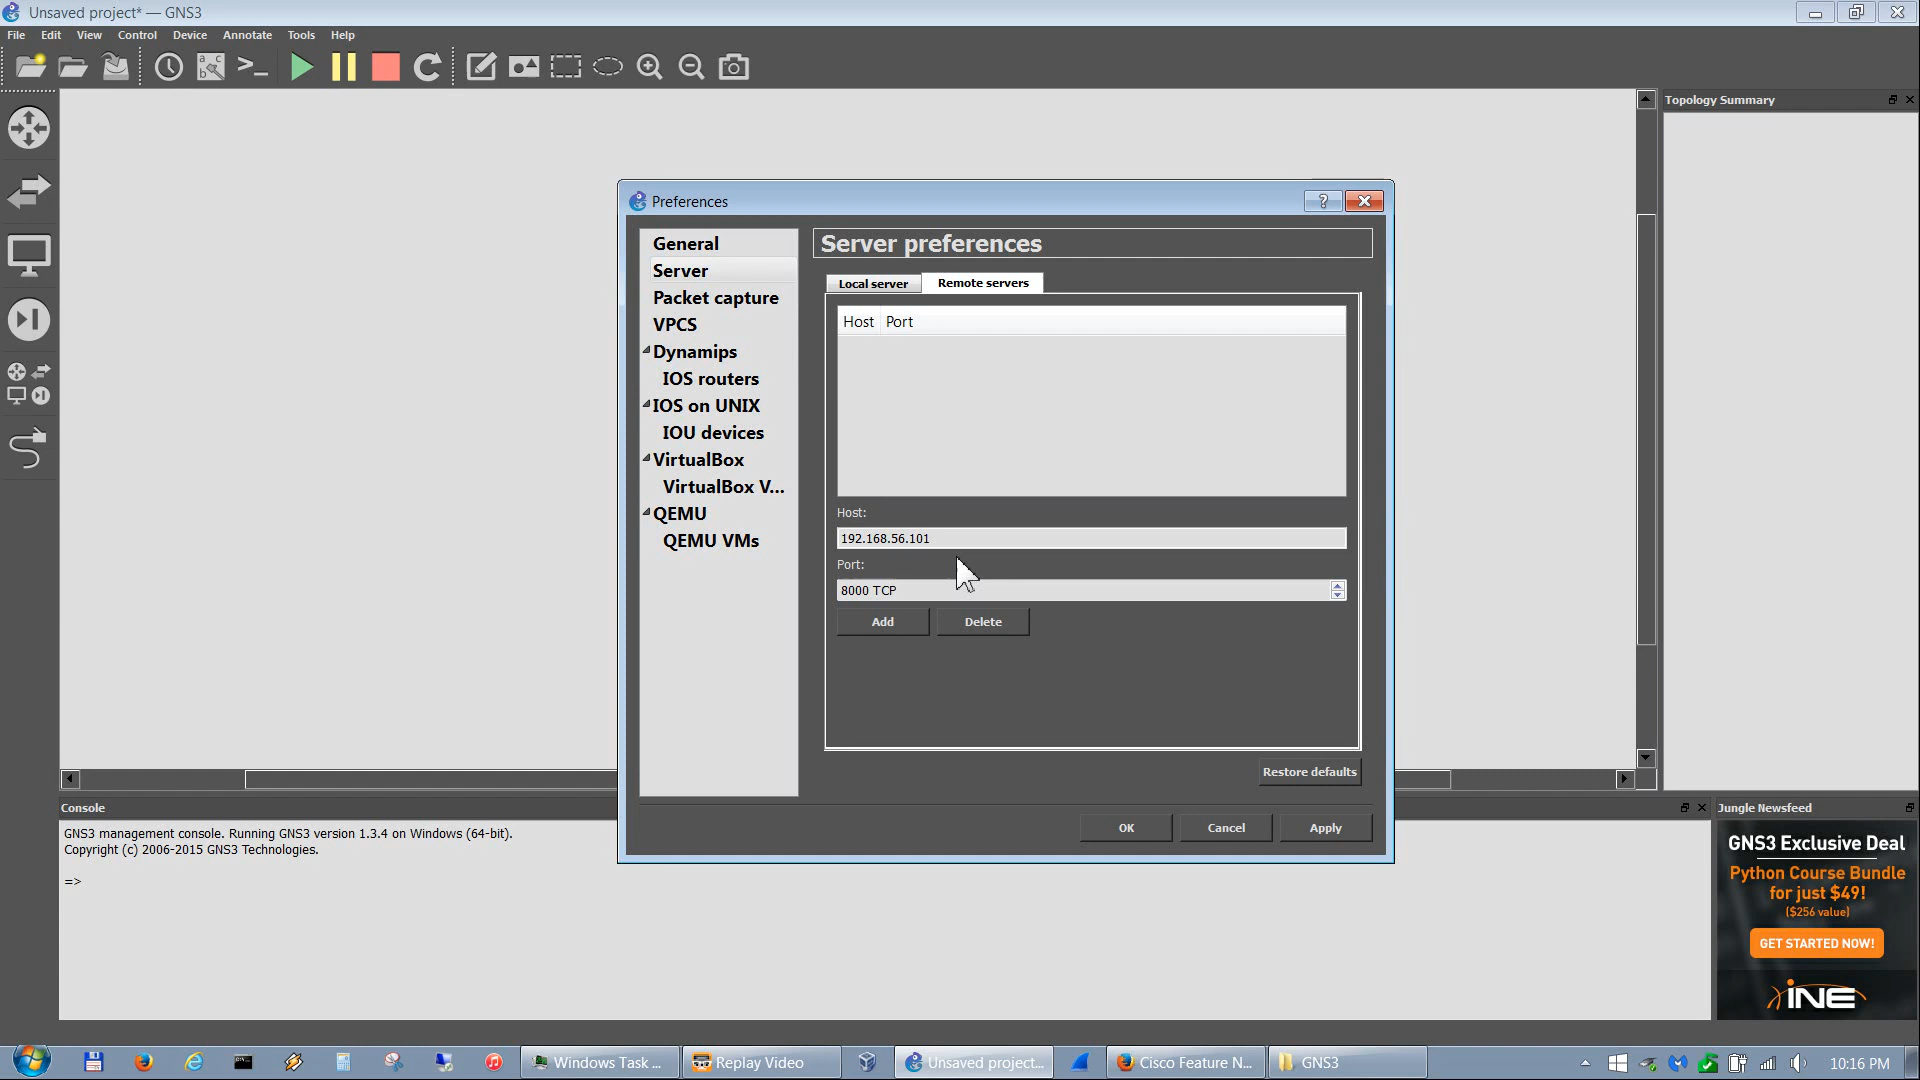 Unsaved project* — GNS3
File Edit View Control Device Annotate Tools Help
Topology Summary
Preferences
General
Server
Packet capture
VPCS
Dynamips
IOS routers
IOS on UNIX
IOU devices
VirtualBox
VirtualBox V...
QEMU
QEMU VMs
Server preferences
Local server Remote servers
Host Port
Host:
192.168.56.101
Port:
8000 TCP
Add Delete
Restore defaults
OK Cancel Apply
Console
GNS3 management console. Running GNS3 version 1.3.4 on Windows (64-bit).
Copyright (c) 2006-2015 GNS3 Technologies.
=>
Jungle Newsfeed
GNS3 Exclusive Deal
Python Course Bundle
for just $49!
($256 value)
GET STARTED NOW!
INE
Windows Task ... Replay Video Unsaved project... Cisco Feature N... GNS3 10:16 PM